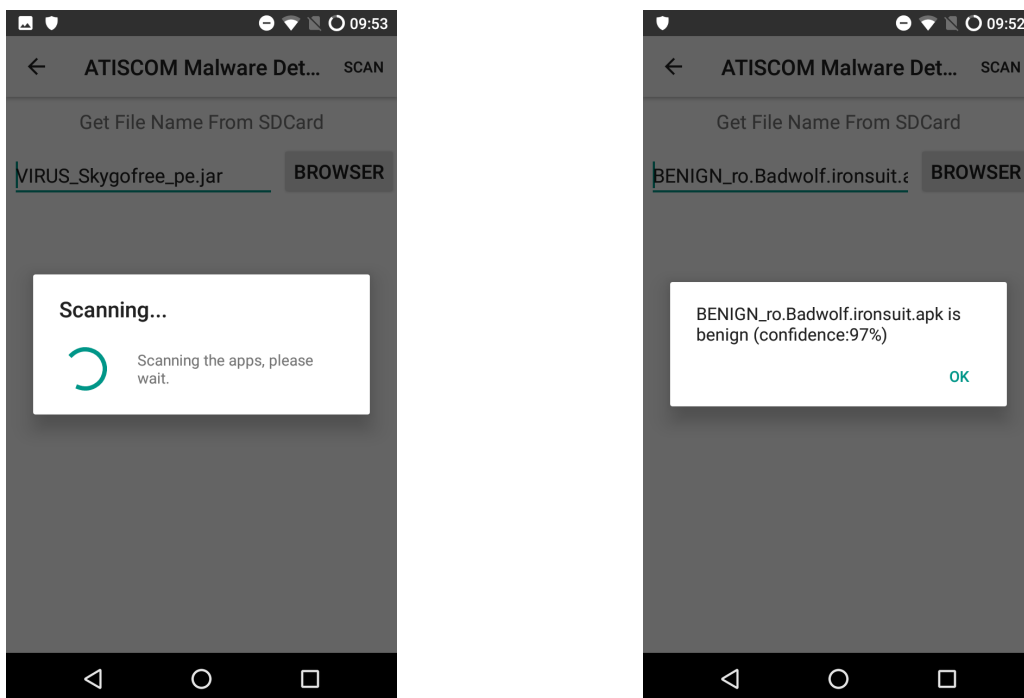 09:53
ATISCOM Malware Det... SCAN
Get File Name From SDCard
VIRUS_Skygofree_pe.jar BROWSER
Scanning...
Scanning the apps, please
wait.
09:52
ATISCOM Malware Det... SCAN
Get File Name From SDCard
BENIGN_ro.Badwolf.ironsuit.a BROWSER
BENIGN_ro.Badwolf.ironsuit.apk is
benign (confidence:97%)
OK